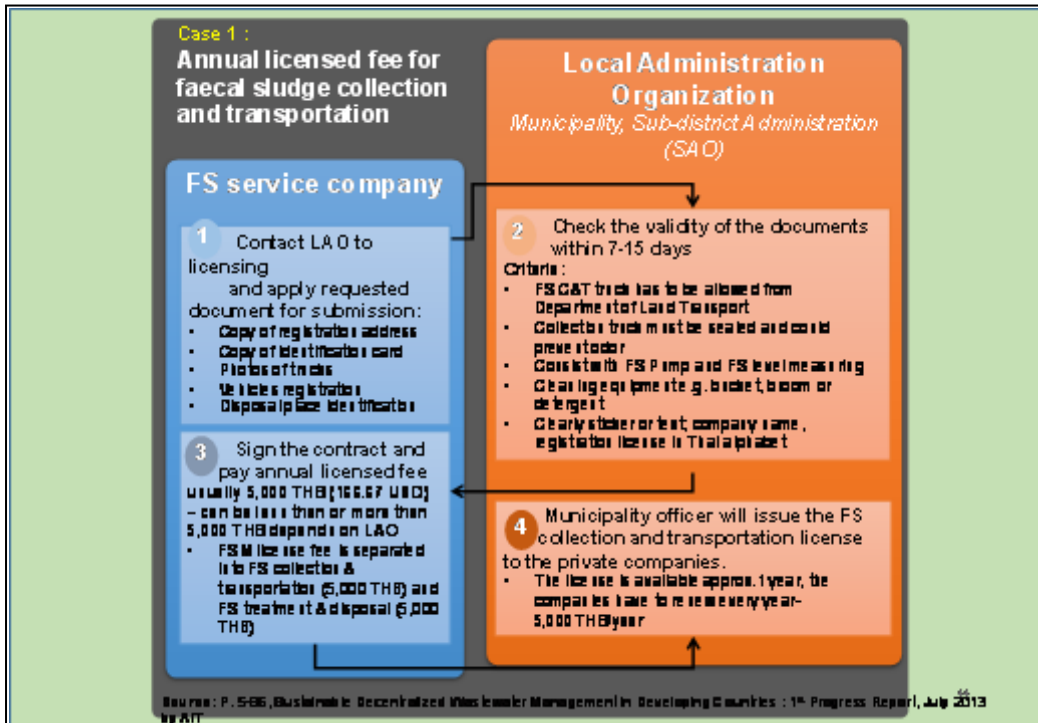 Case 1 :
Annual licensed fee for
faecal sludge collection
and transportation
Local Administration
Organization
Municipality, Sub-district Administration
(SAO)
FS service company
1 Contact LAO to
licensing
and apply requested
document for submission:
• Copy of registration address
• Copy of identification card
• Photos of trucks
• Vehicles registration
• Disposal place identification
2 Check the validity of the documents
within 7-15 days
Criteria :
• FS C&T truck has to be allowed from
Department of Land Transport
• Collector truck must be sealed and could
prevent odor
• Consist with FS Pump and FS level measuring
• Cleaning equipment e.g. bucket, broom or
detergent
• Clearly sticker or text, company name,
registration license in Thai alphabet
3 Sign the contract and
pay annual licensed fee
usually 5,000 THB (166.67 USD)
– can be less than or more than
5,000 THB depends on LAO
• FSM license fee is separated
into FS collection &
transportation (5,000 THB) and
FS treatment & disposal (5,000
THB)
4 Municipality officer will issue the FS
collection and transportation license
to the private companies.
• The license is available approx. 1 year, the
companies have to renew every year–
5,000 THB/year
Source : P. 5-86, Sustainable Decentralized Wastewater Management in Developing Countries : 1st Progress Report, July 2013
by AIT